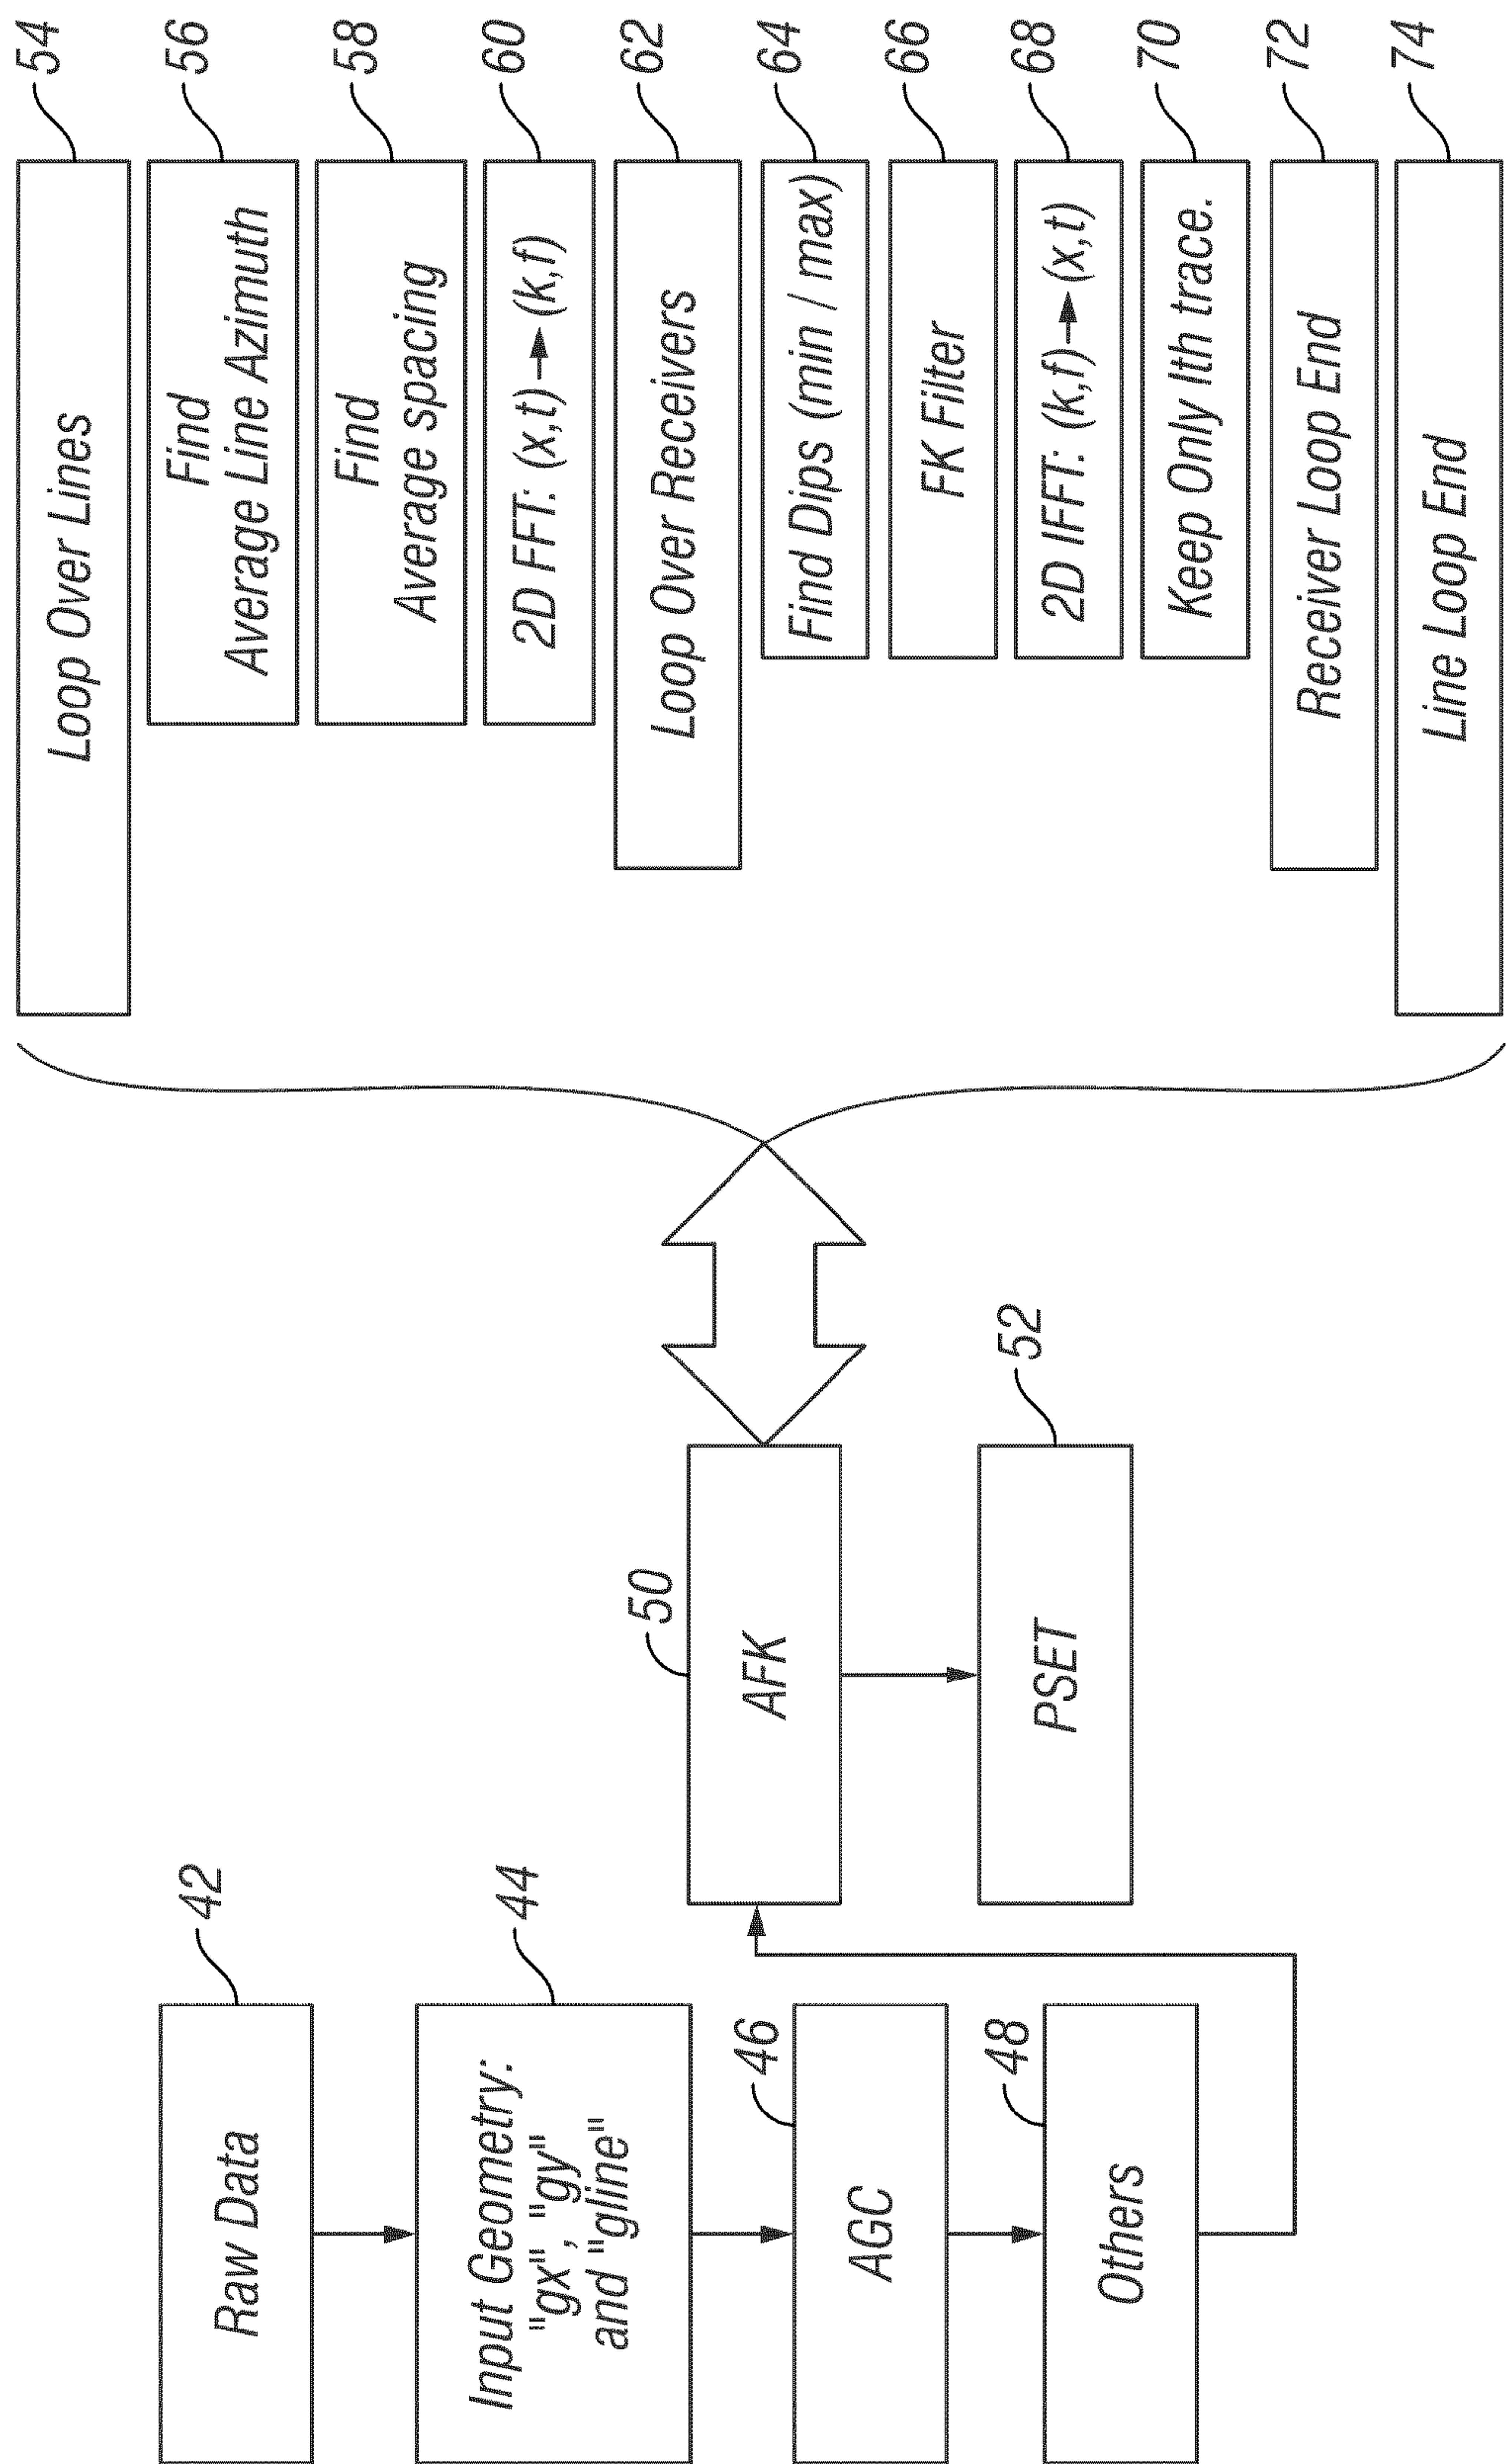 Raw Data
42
Input Geometry:
"gx", "gy"
and "gline"
44
AGC
46
Others
48
AFK
50
PSET
52
Loop Over Lines
54
Find
Average Line Azimuth
56
Find
Average spacing
58
2D FFT: (x,t) → (k,f)
60
Loop Over Receivers
62
Find Dips (min / max)
64
FK Filter
66
2D IFFT: (k,f) → (x,t)
68
Keep Only Ith trace.
70
Receiver Loop End
72
Line Loop End
74